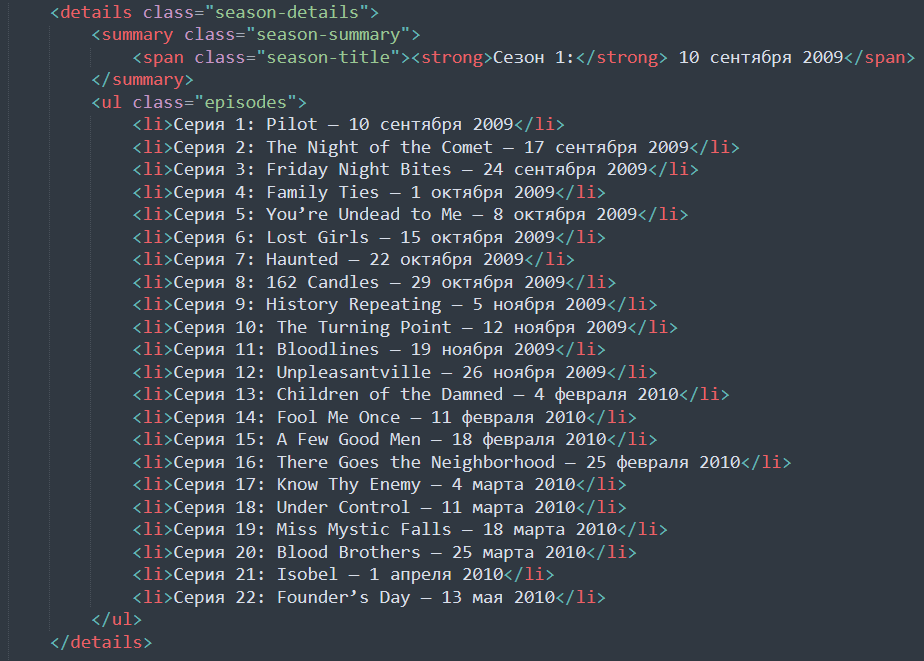 <details class="season-details">
<summary class="season-summary">
<span class="season-title"><strong>Сезон 1:</strong> 10 сентября 2009</span>
</summary>
<ul class="episodes">
<li>Серия 1: Pilot — 10 сентября 2009</li>
<li>Серия 2: The Night of the Comet — 17 сентября 2009</li>
<li>Серия 3: Friday Night Bites — 24 сентября 2009</li>
<li>Серия 4: Family Ties — 1 октября 2009</li>
<li>Серия 5: You’re Undead to Me — 8 октября 2009</li>
<li>Серия 6: Lost Girls — 15 октября 2009</li>
<li>Серия 7: Haunted — 22 октября 2009</li>
<li>Серия 8: 162 Candles — 29 октября 2009</li>
<li>Серия 9: History Repeating — 5 ноября 2009</li>
<li>Серия 10: The Turning Point — 12 ноября 2009</li>
<li>Серия 11: Bloodlines — 19 ноября 2009</li>
<li>Серия 12: Unpleasantville — 26 ноября 2009</li>
<li>Серия 13: Children of the Damned — 4 февраля 2010</li>
<li>Серия 14: Fool Me Once — 11 февраля 2010</li>
<li>Серия 15: A Few Good Men — 18 февраля 2010</li>
<li>Серия 16: There Goes the Neighborhood — 25 февраля 2010</li>
<li>Серия 17: Know Thy Enemy — 4 марта 2010</li>
<li>Серия 18: Under Control — 11 марта 2010</li>
<li>Серия 19: Miss Mystic Falls — 18 марта 2010</li>
<li>Серия 20: Blood Brothers — 25 марта 2010</li>
<li>Серия 21: Isobel — 1 апреля 2010</li>
<li>Серия 22: Founder’s Day — 13 мая 2010</li>
</ul>
</details>